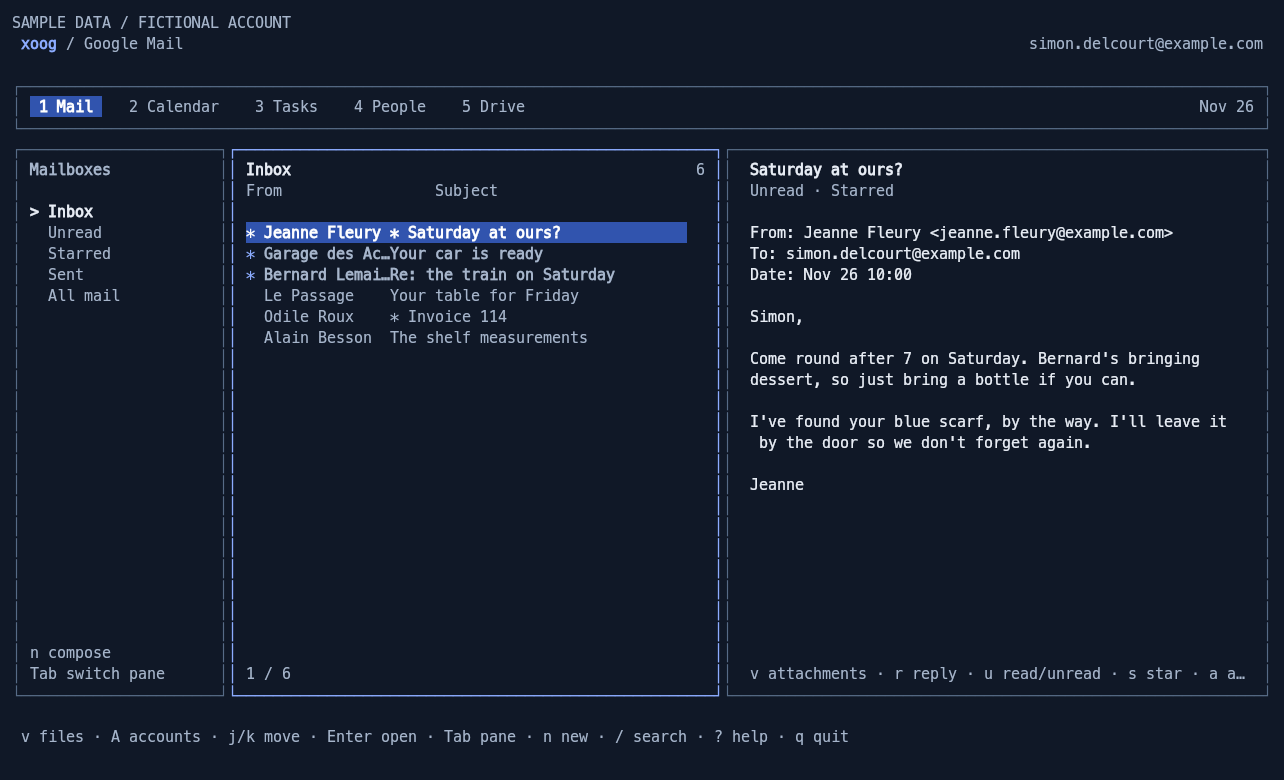 SAMPLE DATA / FICTIONAL ACCOUNT
xoog / Google Mail simon.delcourt@example.com
1 Mail 2 Calendar 3 Tasks 4 People 5 Drive Nov 26
Mailboxes
> Inbox
Unread
Starred
Sent
All mail
n compose
Tab switch pane
Inbox 6
From Subject
* Jeanne Fleury * Saturday at ours?
* Garage des Ac…Your car is ready
* Bernard Lemai…Re: the train on Saturday
Le Passage Your table for Friday
Odile Roux * Invoice 114
Alain Besson The shelf measurements
1 / 6
Saturday at ours?
Unread · Starred
From: Jeanne Fleury <jeanne.fleury@example.com>
To: simon.delcourt@example.com
Date: Nov 26 10:00
Simon,
Come round after 7 on Saturday. Bernard's bringing
dessert, so just bring a bottle if you can.
I've found your blue scarf, by the way. I'll leave it
by the door so we don't forget again.
Jeanne
v attachments · r reply · u read/unread · s star · a a…
v files · A accounts · j/k move · Enter open · Tab pane · n new · / search · ? help · q quit